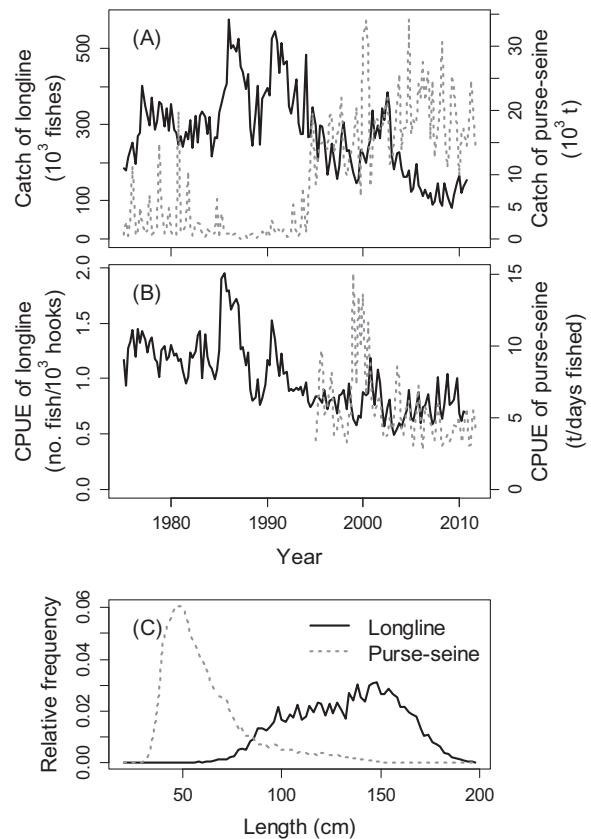 (A)
Catch of longline
(10³ fishes)
500
300
100
0
Catch of purse-seine
(10³ t)
30
20
10
5
0
(B)
CPUE of longline
(no. fish/10³ hooks)
2.0
1.5
1.0
0.5
0.0
CPUE of purse-seine
(t/days fished)
15
10
5
0
1980 1990 2000 2010
Year
(C)
Longline
Purse-seine
Relative frequency
0.06
0.04
0.02
0.00
50 100 150 200
Length (cm)